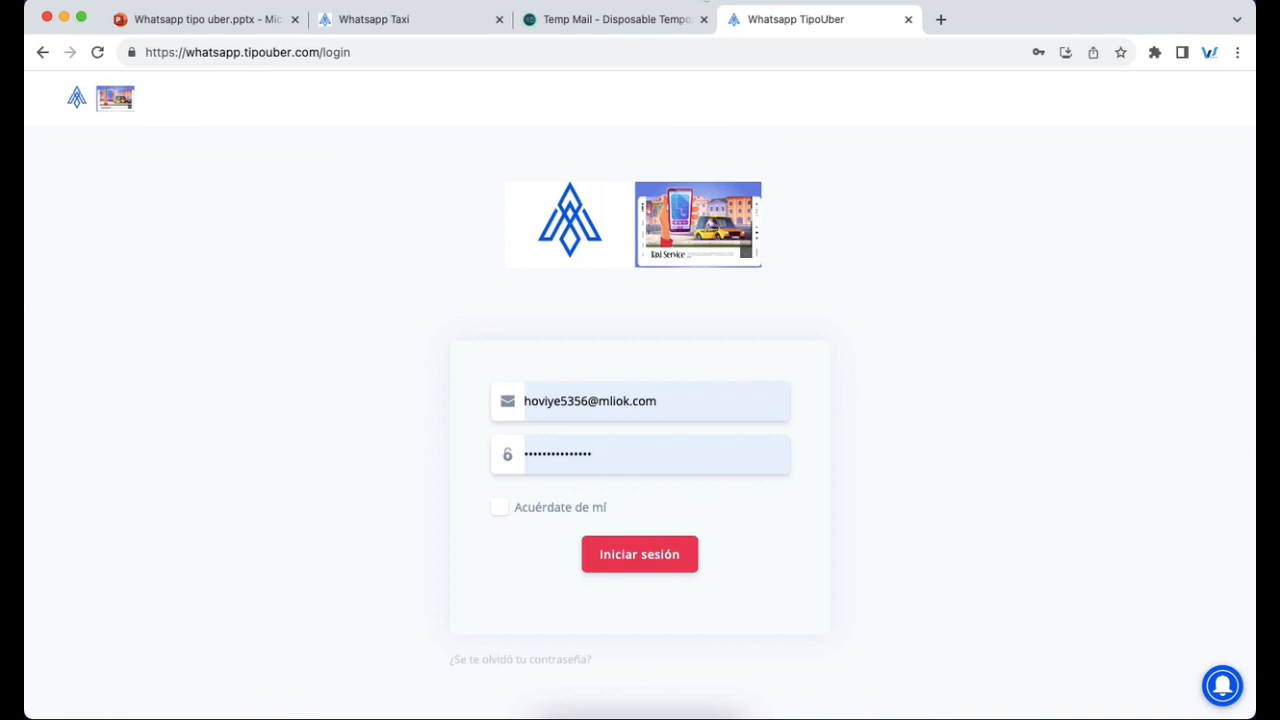 Whatsapp tipo uber.pptx - Mic
Whatsapp Taxi
Temp Mail - Disposable Tempo
Whatsapp TipoUber
https://whatsapp.tipouber.com/login
Taxi Service
hoviye5356@mliok.com
•••••••••••••••
Acuérdate de mí
Iniciar sesión
¿Se te olvidó tu contraseña?